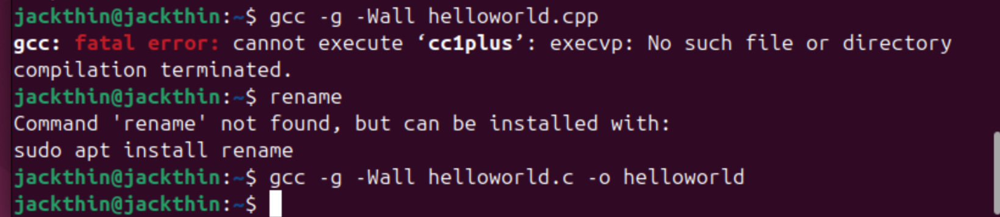 jackthin@jackthin:~$ gcc -g -Wall helloworld.cpp
gcc: fatal error: cannot execute ‘cc1plus’: execvp: No such file or directory
compilation terminated.
jackthin@jackthin:~$ rename
Command 'rename' not found, but can be installed with:
sudo apt install rename
jackthin@jackthin:~$ gcc -g -Wall helloworld.c -o helloworld
jackthin@jackthin:~$